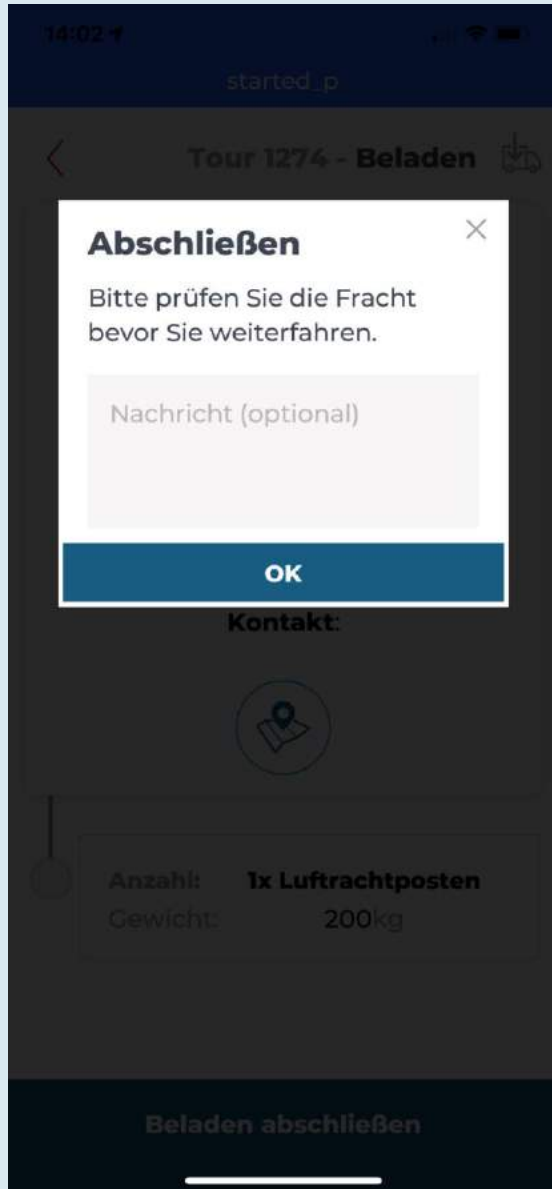 14:02
started_p
Tour 1274 - Beladen
Abschließen
Bitte prüfen Sie die Fracht
bevor Sie weiterfahren.
Nachricht (optional)
OK
Kontakt:
Anzahl: 1x Luftrachtposten
Gewicht: 200kg
Beladen abschließen